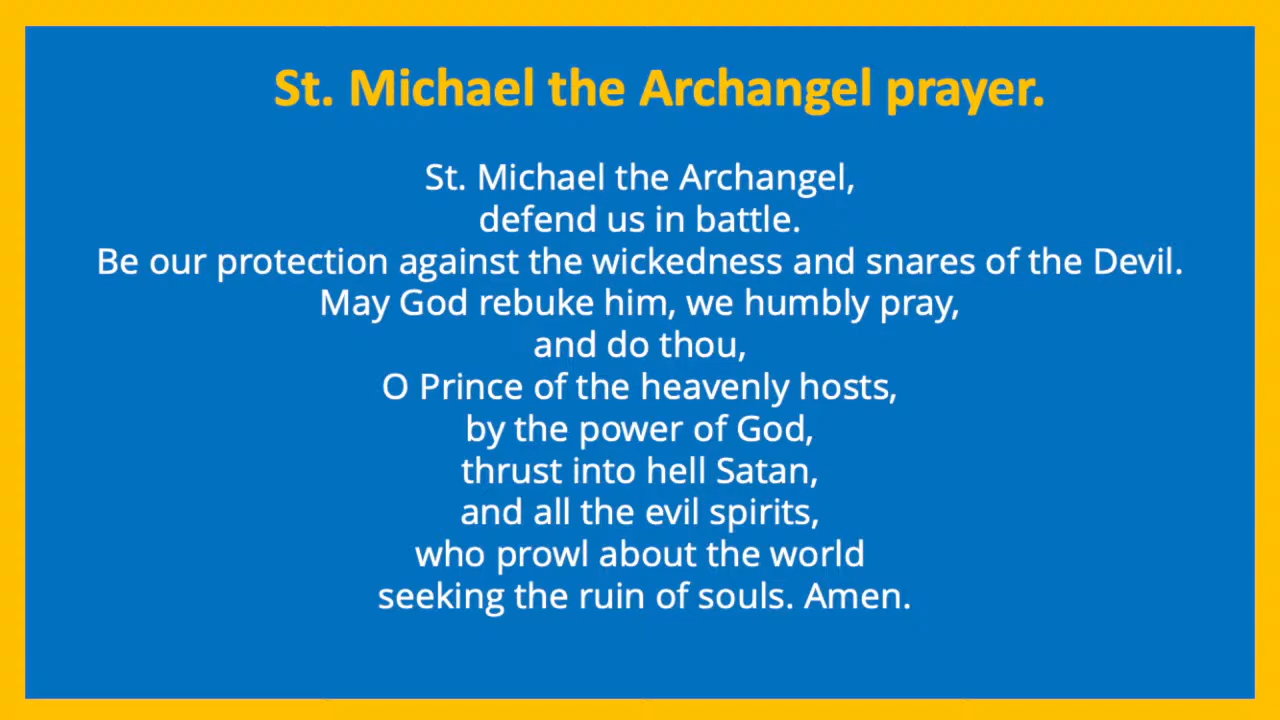 St. Michael the Archangel prayer.
St. Michael the Archangel,
defend us in battle.
Be our protection against the wickedness and snares of the Devil.
May God rebuke him, we humbly pray,
and do thou,
O Prince of the heavenly hosts,
by the power of God,
thrust into hell Satan,
and all the evil spirits,
who prowl about the world
seeking the ruin of souls. Amen.